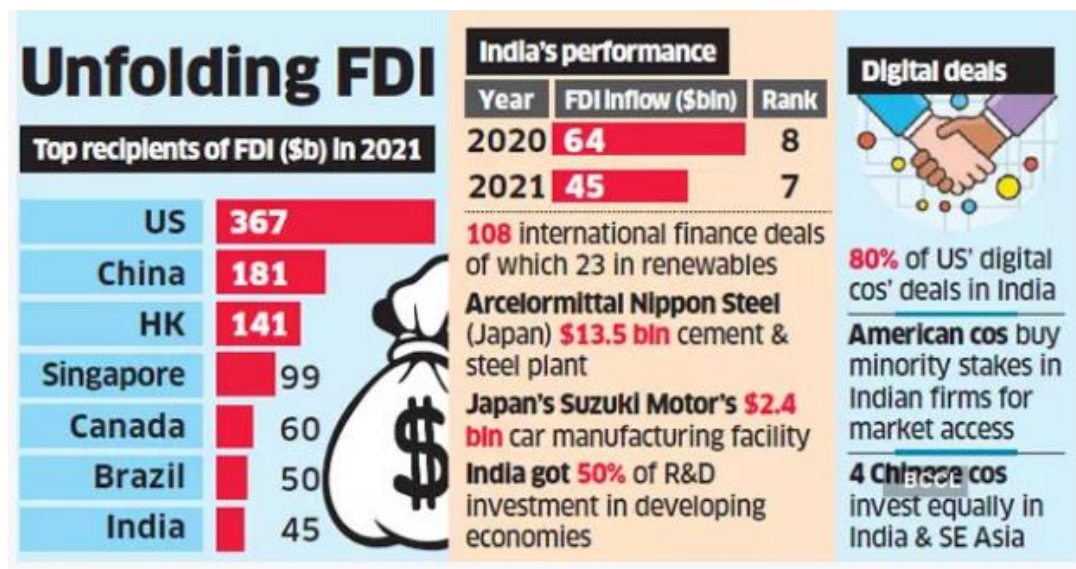 Unfolding FDI
Top recipients of FDI ($b) in 2021
US 367
China 181
HK 141
Singapore 99
Canada 60
Brazil 50
India 45
$
India's performance
Year FDI Inflow ($bln) Rank
2020 64 8
2021 45 7
108 international finance deals
of which 23 in renewables
Arcelormittal Nippon Steel
(Japan) $13.5 bln cement &
steel plant
Japan's Suzuki Motor's $2.4
bln car manufacturing facility
India got 50% of R&D
investment in developing
economies
Digital deals
80% of US' digital
cos' deals in India
American cos buy
minority stakes in
Indian firms for
market access
4 Chinese cos
BCCL
invest equally in
India & SE Asia